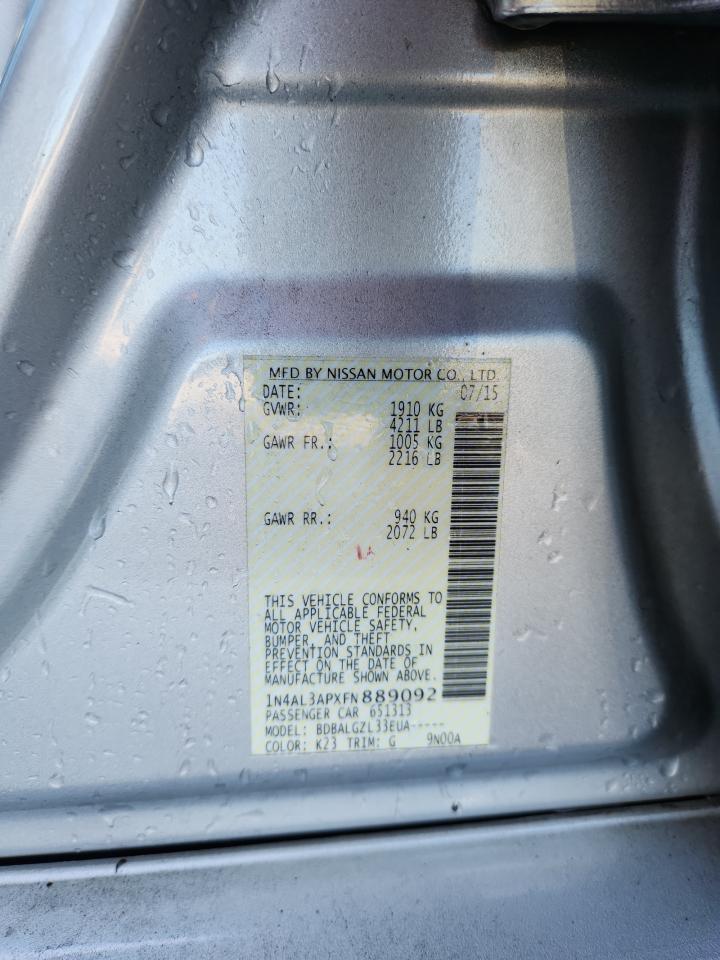 MFD BY NISSAN MOTOR CO., LTD.
DATE: 07/15
GVWR: 1910 KG
4211 LB
GAWR FR.: 1005 KG
2216 LB
GAWR RR.: 940 KG
2072 LB
THIS VEHICLE CONFORMS TO
ALL APPLICABLE FEDERAL
MOTOR VEHICLE SAFETY,
BUMPER, AND THEFT
PREVENTION STANDARDS IN
EFFECT ON THE DATE OF
MANUFACTURE SHOWN ABOVE.
1N4AL3APXFN889092
PASSENGER CAR 651313
MODEL: BDBALGZL33EUA-----
COLOR: K23 TRIM: G 9N00A